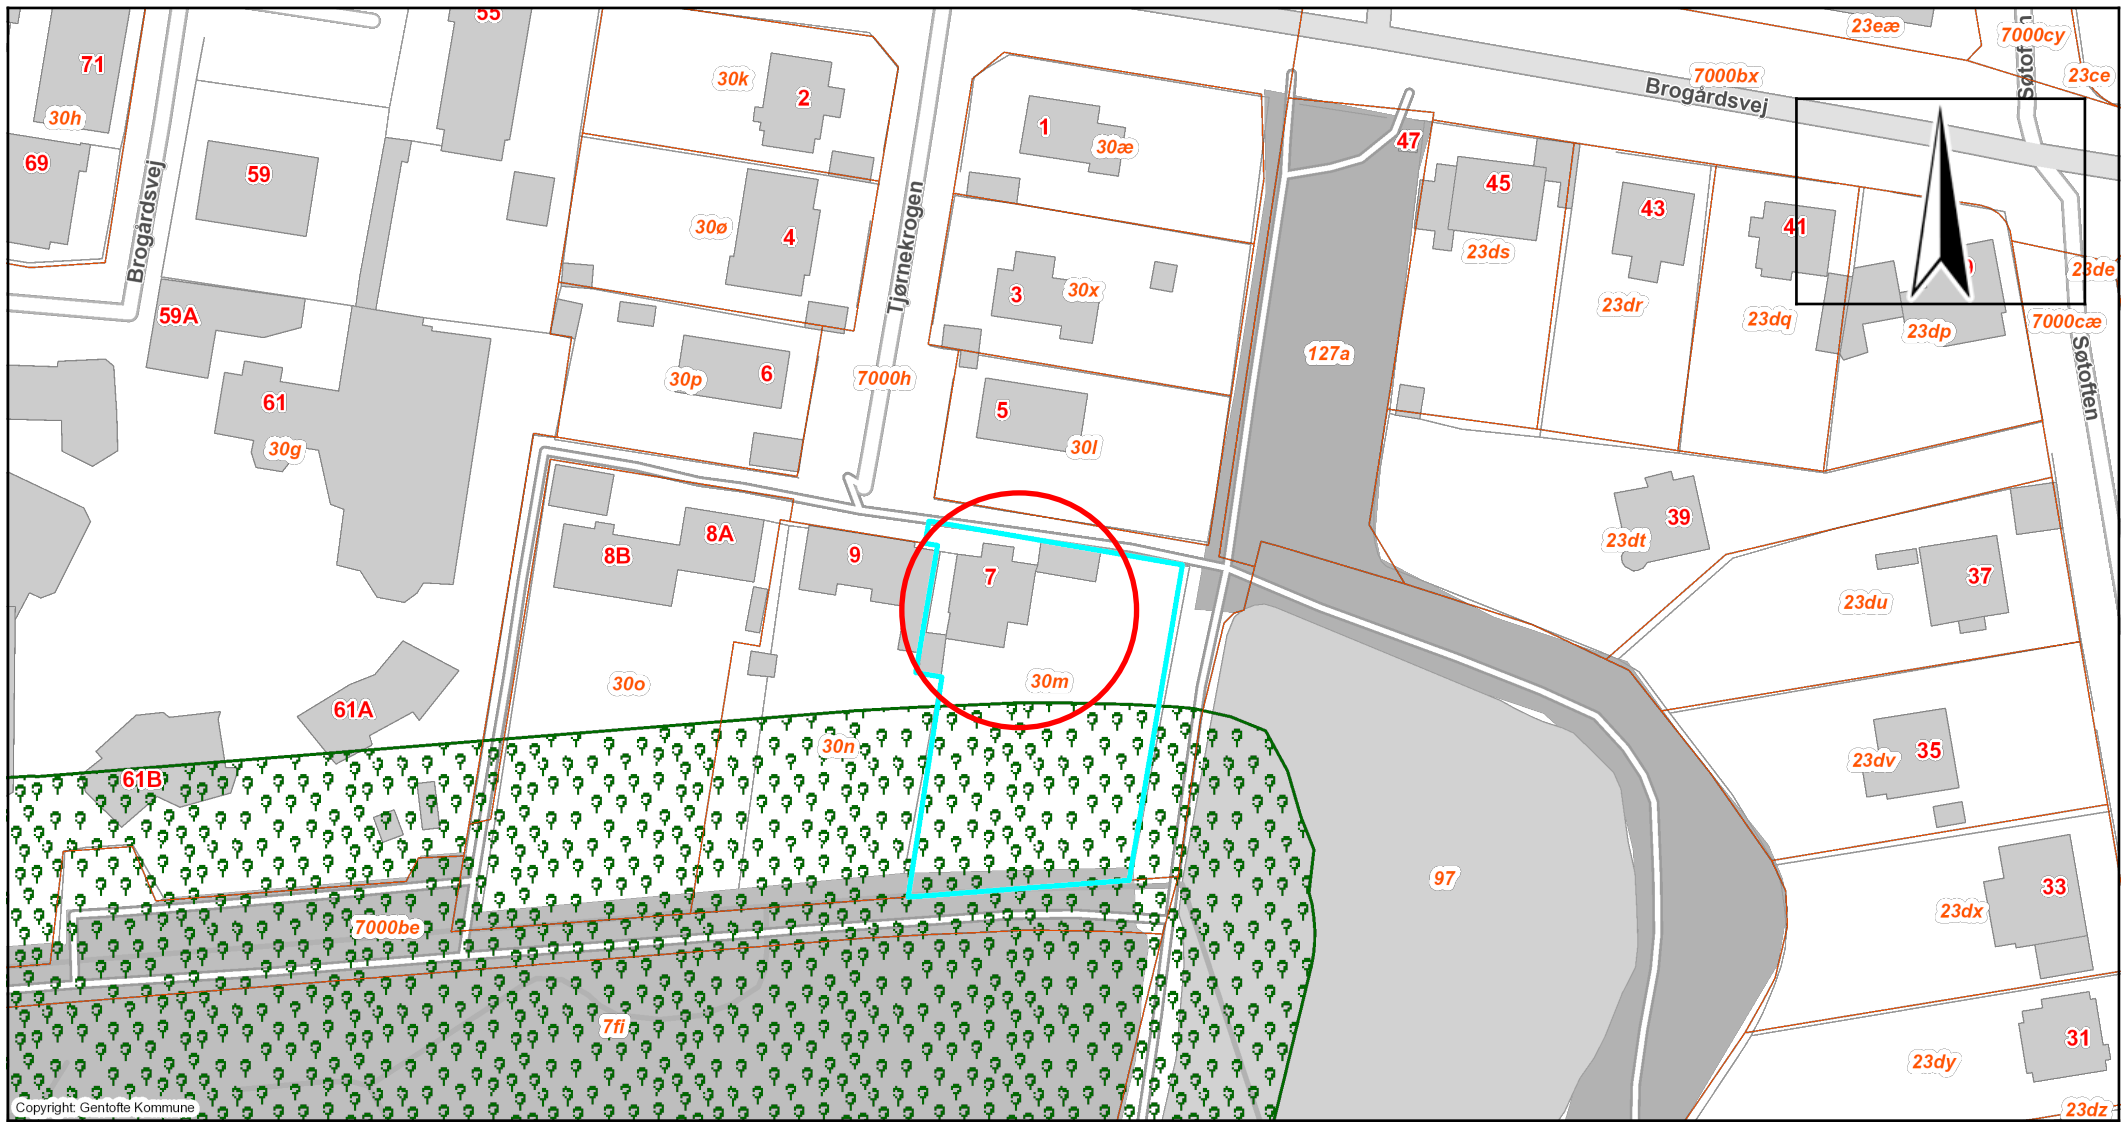 55
23eæ
7000cy
Søtoften
71
30k
2
7000bx
23ce
Brogårdsvej
30h
1
30æ
47
69
59
45
43
41
30ø
4
Brogårdsvej
Tjørnekrogen
23ds
23de
3
30x
23dr
59A
23dq
23dp
7000cæ
127a
6
30p
7000h
Søtoften
61
5
30g
30l
39
8A
8B
9
23dt
7
37
23du
30o
30m
61A
30n
35
23dv
61B
97
33
23dx
7000be
7fi
31
23dy
Copyright: Gentofte Kommune
23dz